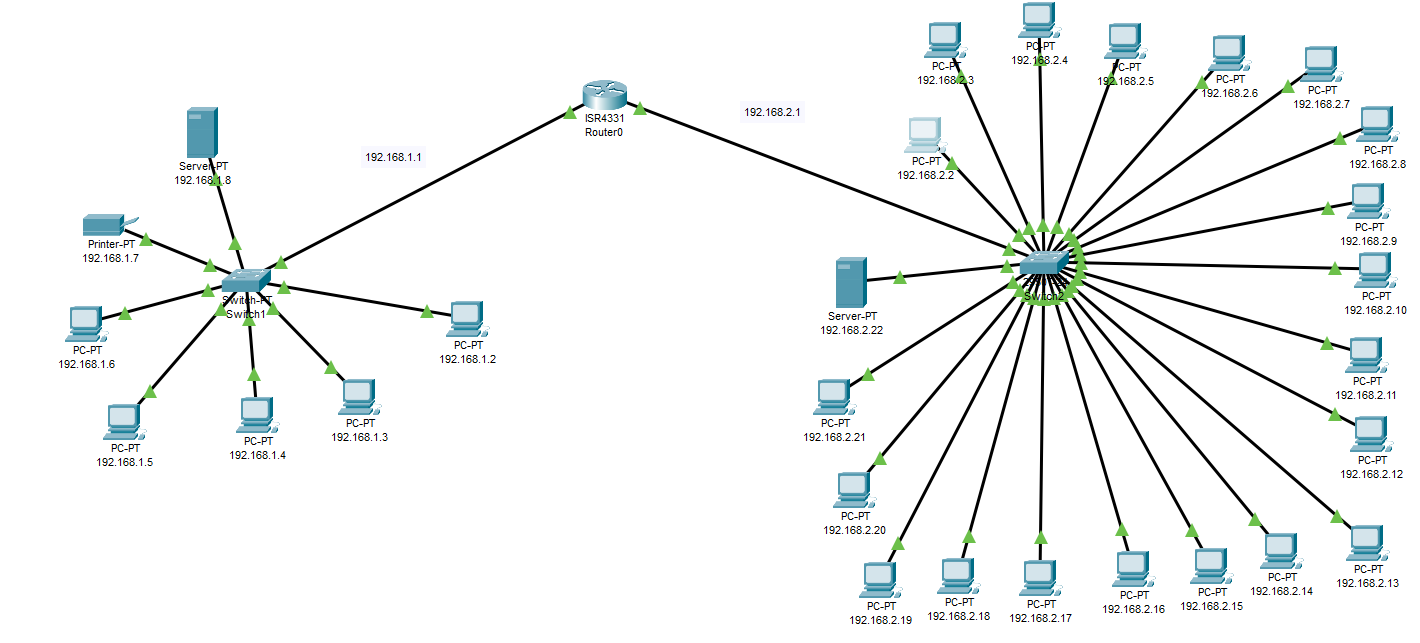 ISR4331
Router0
192.168.1.1
192.168.2.1
Server-PT
192.168.1.8
Printer-PT
192.168.1.7
Switch-PT
Switch1
PC-PT
192.168.1.6
PC-PT
192.168.1.5
PC-PT
192.168.1.4
PC-PT
192.168.1.3
PC-PT
192.168.1.2
PC-PT
192.168.2.2
PC-PT
192.168.2.3
PC-PT
192.168.2.4
PC-PT
192.168.2.5
PC-PT
192.168.2.6
PC-PT
192.168.2.7
PC-PT
192.168.2.8
PC-PT
192.168.2.9
PC-PT
192.168.2.10
PC-PT
192.168.2.11
PC-PT
192.168.2.12
PC-PT
192.168.2.13
PC-PT
192.168.2.14
PC-PT
192.168.2.15
PC-PT
192.168.2.16
PC-PT
192.168.2.17
PC-PT
192.168.2.18
PC-PT
192.168.2.19
PC-PT
192.168.2.20
PC-PT
192.168.2.21
Server-PT
192.168.2.22
Switch2